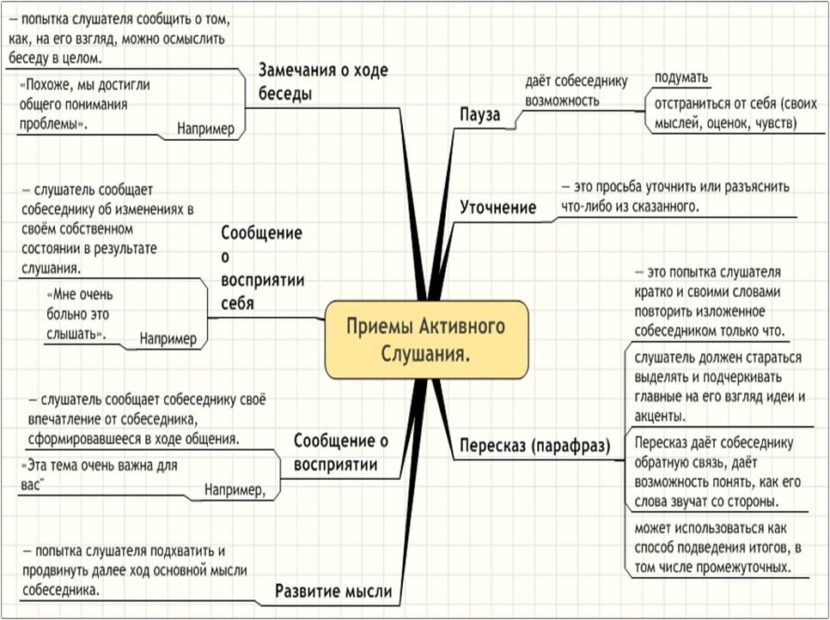 – попытка слушателя сообщить о том,
как, на его взгляд, можно осмыслить
беседу в целом.
«Похоже, мы достигли
общего понимания
проблемы».
Например
Замечания о ходе
беседы
– слушатель сообщает
собеседнику об изменениях в
своём собственном
состоянии в результате
слушания.
«Мне очень
больно это
слышать».
Например
Сообщение
о
восприятии
себя
– слушатель сообщает собеседнику своё
впечатление от собеседника,
сформировавшееся в ходе общения.
«Эта тема очень важна для
вас"
Например,
Сообщение о
восприятии
– попытка слушателя подхватить и
продвинуть далее ход основной мысли
собеседника.
Развитие мысли
Приемы Активного
Слушания.
Пауза
даёт собеседнику
возможность
подумать
отстраниться от себя (своих
мыслей, оценок, чувств)
Уточнение
– это просьба уточнить или разъяснить
что-либо из сказанного.
Пересказ (парафраз)
– это попытка слушателя
кратко и своими словами
повторить изложенное
собеседником только что.
слушатель должен стараться
выделять и подчеркивать
главные на его взгляд идеи и
акценты.
Пересказ даёт собеседнику
обратную связь, даёт
возможность понять, как его
слова звучат со стороны.
может использоваться как
способ подведения итогов, в
том числе промежуточных.